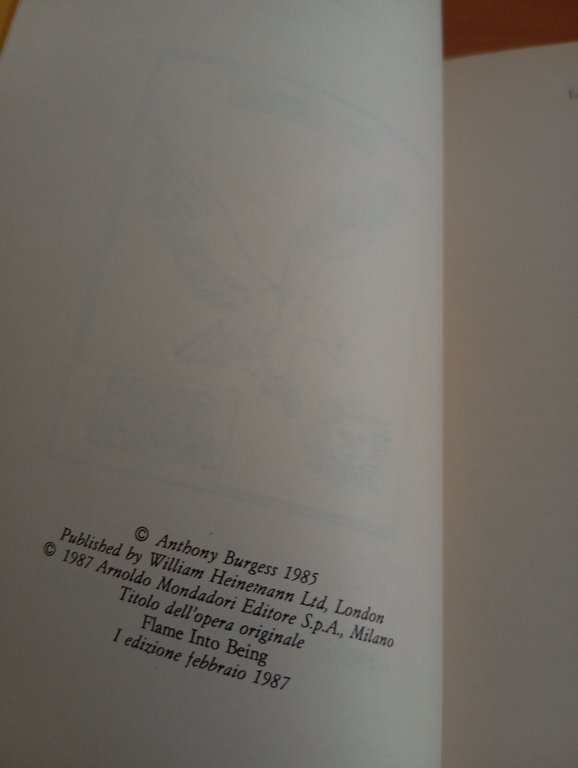 © Anthony Burgess 1985
Published by William Heinemann Ltd, London
© 1987 Arnoldo Mondadori Editore S.p.A., Milano
Titolo dell'opera originale
Flame Into Being
I edizione febbraio 1987